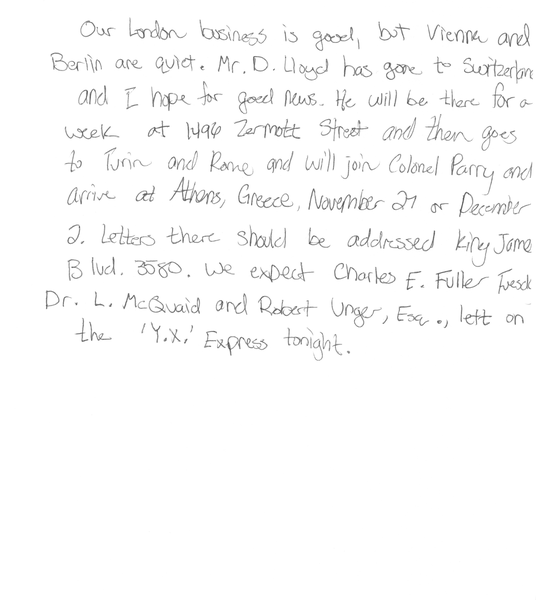 Our London business is good, but Vienna and
Berlin are quiet. Mr. D. Lloyd has gone to Switzerland
and I hope for good news. He will be there for a
week at 1496 Zermott Street and then goes
to Turin and Rome and will join Colonel Parry and
arrive at Athens, Greece, November 27 or December
2. Letters there should be addressed King Jame
Blvd. 3580. We expect Charles E. Fuller Tuesd
Dr. L. McQuaid and Robert Unger, Esq., left on
the 'Y.X.' Express tonight.